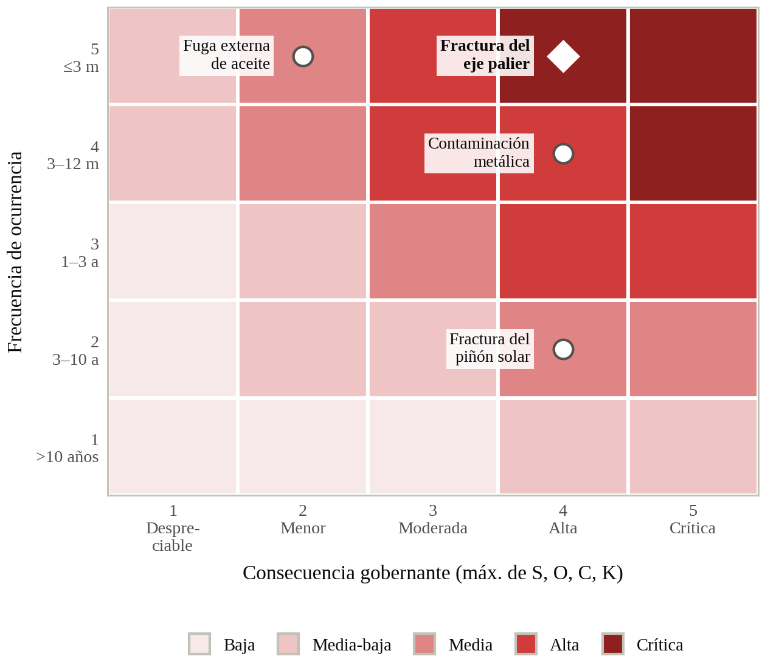 Frecuencia de ocurrencia
5
≤3 m
Fuga externa
de aceite
Fractura del
eje palier
4
3–12 m
Contaminación
metálica
3
1–3 a
2
3–10 a
Fractura del
piñón solar
1
>10 años
1
Despre-
ciable
2
Menor
3
Moderada
4
Alta
5
Crítica
Consecuencia gobernante (máx. de S, O, C, K)
Baja
Media-baja
Media
Alta
Crítica